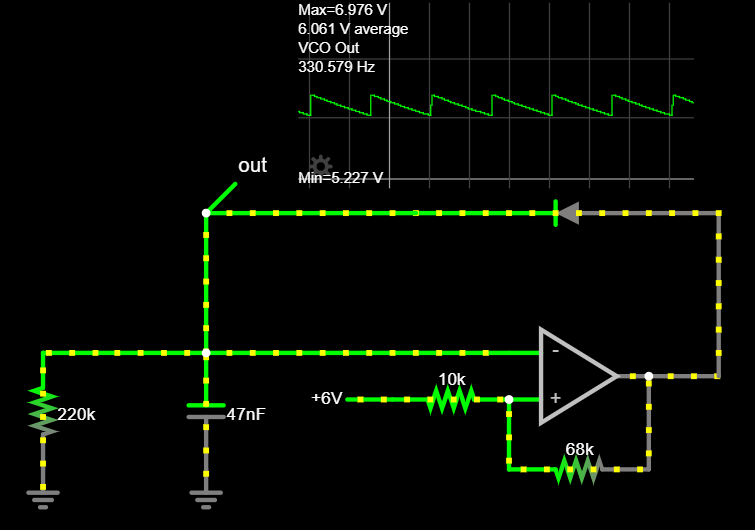 Max=6.976 V
6.061 V average
VCO Out
330.579 Hz
Min=5.227 V
out
-
+6V
10k
+
220k
47nF
68k